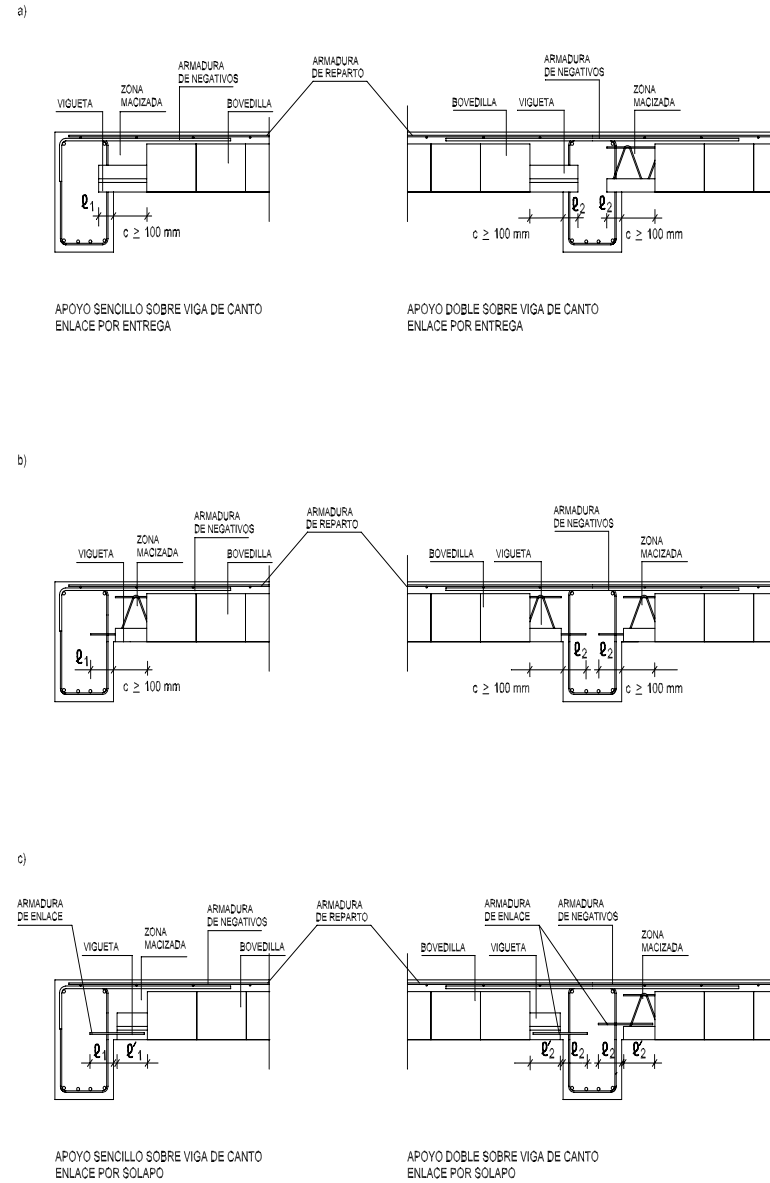 a)
ARMADURA
DE NEGATIVOS
ZONA
MACIZADA
VIGUETA
BOVEDILLA
ARMADURA
DE REPARTO
ARMADURA
DE NEGATIVOS
ZONA
MACIZADA
BOVEDILLA
VIGUETA
ℓ1
c ≥ 100 mm
ℓ2
ℓ2
c ≥ 100 mm
c ≥ 100 mm
APOYO SENCILLO SOBRE VIGA DE CANTO
ENLACE POR ENTREGA
APOYO DOBLE SOBRE VIGA DE CANTO
ENLACE POR ENTREGA
b)
ARMADURA
DE NEGATIVOS
ZONA
MACIZADA
VIGUETA
BOVEDILLA
ARMADURA
DE REPARTO
ARMADURA
DE NEGATIVOS
ZONA
MACIZADA
BOVEDILLA
VIGUETA
ℓ1
c ≥ 100 mm
ℓ2
ℓ2
c ≥ 100 mm
c ≥ 100 mm
c)
ARMADURA
DE ENLACE
ARMADURA
DE NEGATIVOS
ZONA
MACIZADA
VIGUETA
BOVEDILLA
ARMADURA
DE REPARTO
ARMADURA
DE ENLACE
ARMADURA
DE NEGATIVOS
ZONA
MACIZADA
BOVEDILLA
VIGUETA
ℓ1
ℓ'1
ℓ'2
ℓ2
ℓ2
ℓ'2
APOYO SENCILLO SOBRE VIGA DE CANTO
ENLACE POR SOLAPO
APOYO DOBLE SOBRE VIGA DE CANTO
ENLACE POR SOLAPO